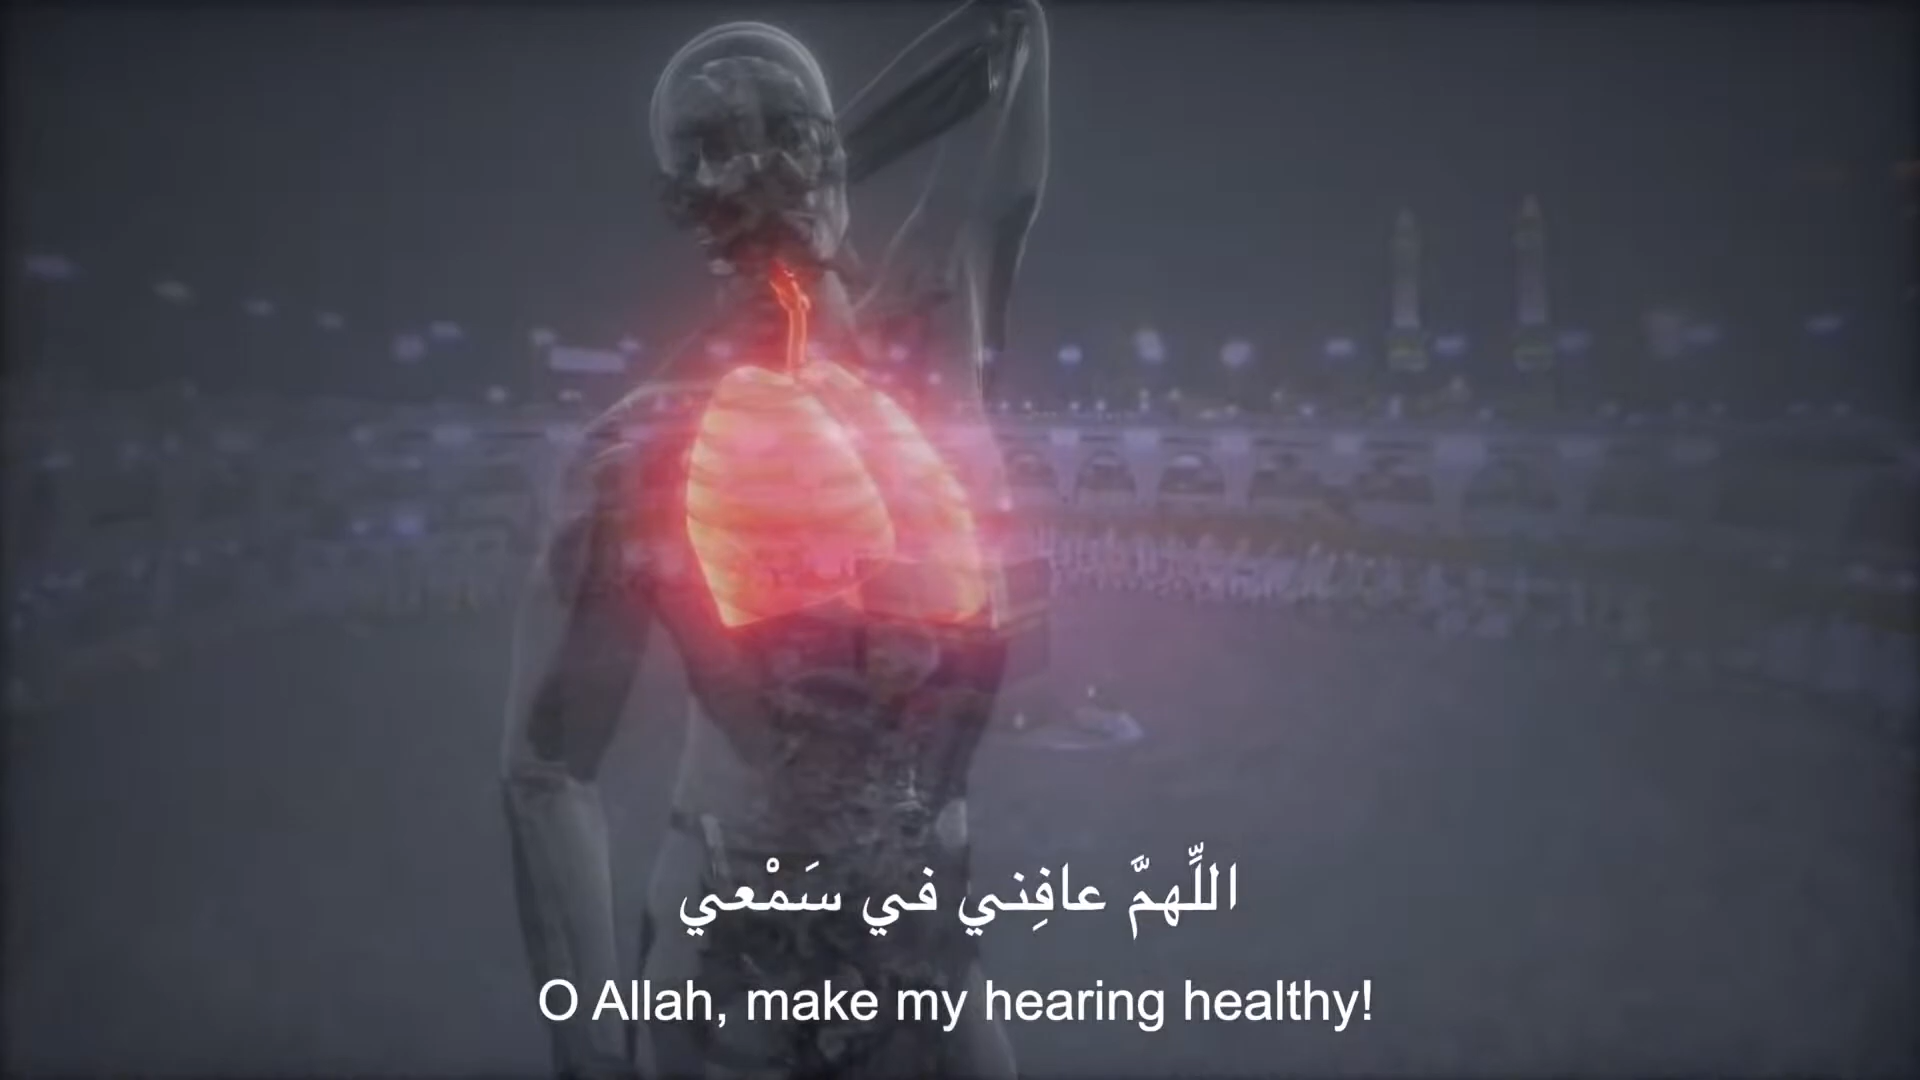 اللِّهمَّ عافِني في سَمْعي
O Allah, make my hearing healthy!